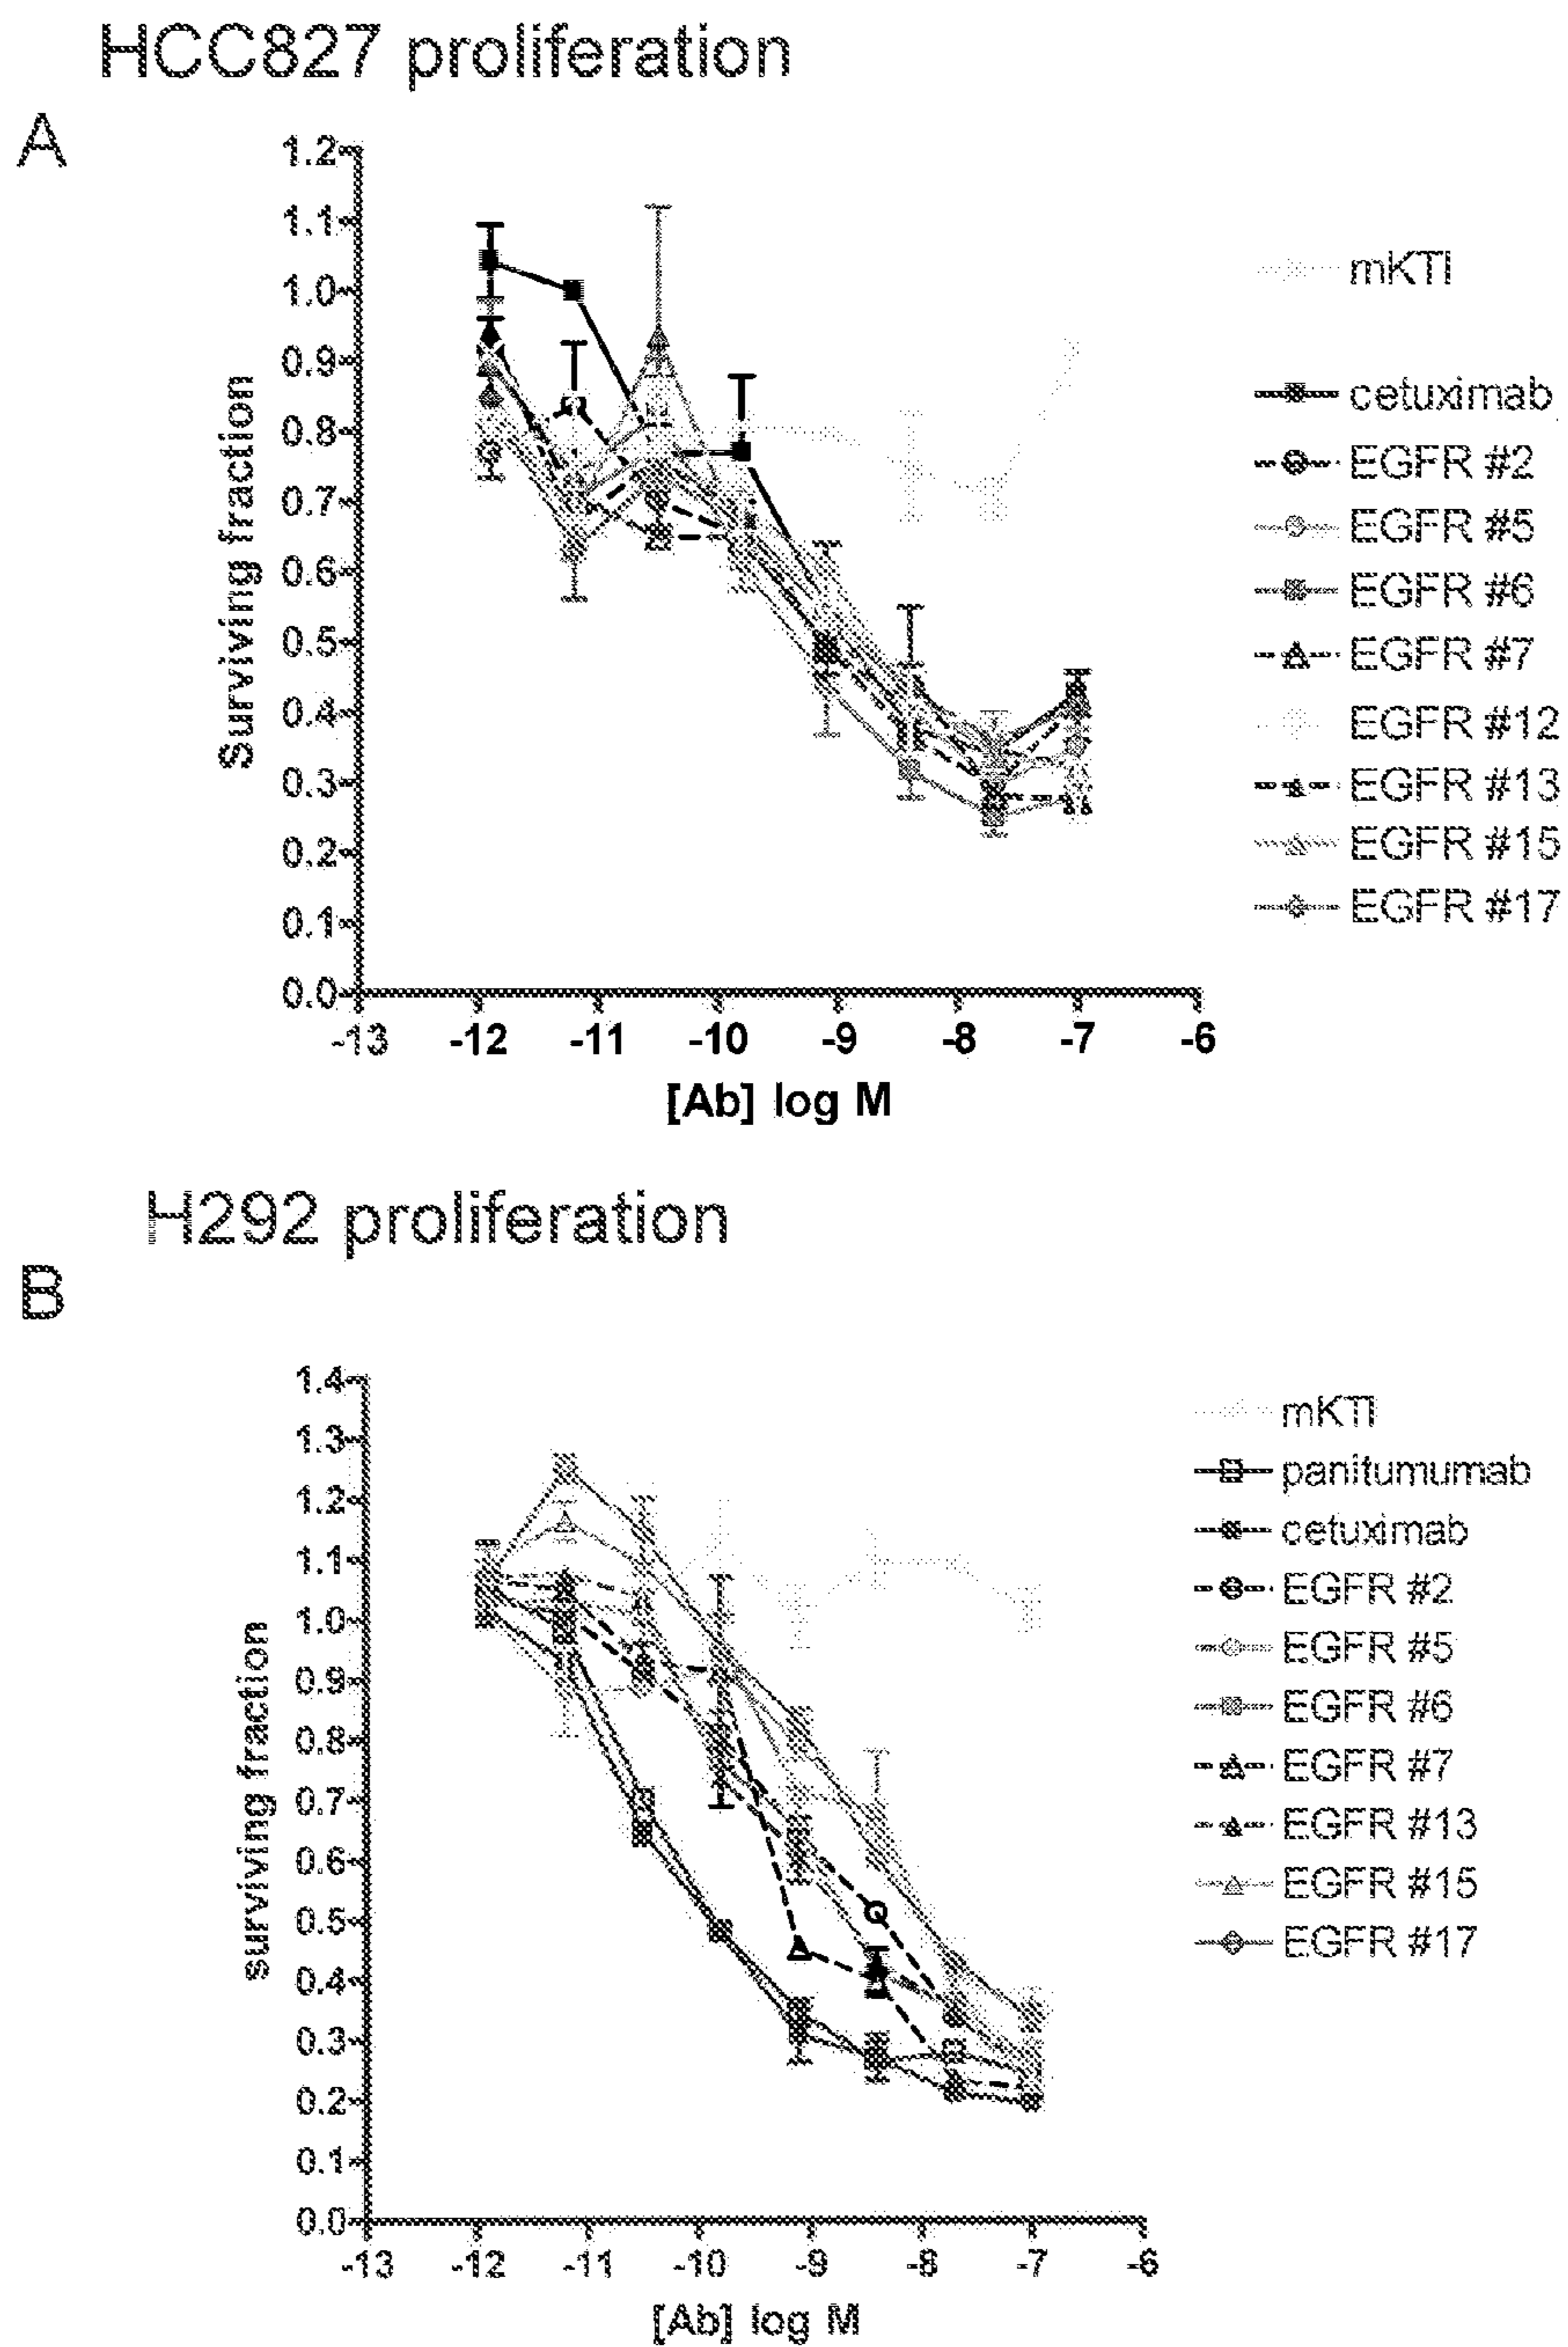 HCC827 proliferation
A
1.2
1.1
1.0
0.9
0.8
0.7
0.6
0.5
0.4
0.3
0.2
0.1
0.0
Surviving fraction
-13 -12 -11 -10 -9 -8 -7 -6
[Ab] log M
mKTI
cetuximab
EGFR #2
EGFR #5
EGFR #6
EGFR #7
EGFR #12
EGFR #13
EGFR #15
EGFR #17
H292 proliferation
B
1.4
1.3
1.2
1.1
1.0
0.9
0.8
0.7
0.6
0.5
0.4
0.3
0.2
0.1
0.0
surviving fraction
-13 -12 -11 -10 -9 -8 -7 -6
[Ab] log M
mKTI
panitumumab
cetuximab
EGFR #2
EGFR #5
EGFR #6
EGFR #7
EGFR #13
EGFR #15
EGFR #17